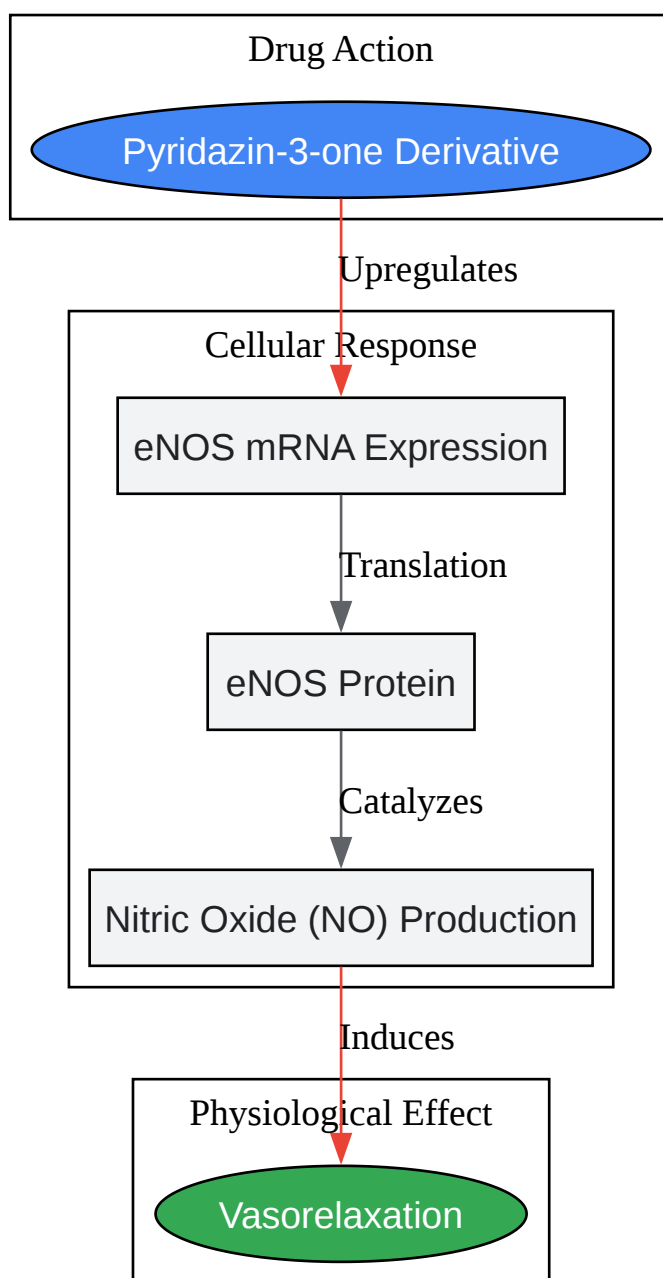 Drug Action
Pyridazin-3-one Derivative
Upregulates
Cellular Response
eNOS mRNA Expression
Translation
eNOS Protein
Catalyzes
Nitric Oxide (NO) Production
Induces
Physiological Effect
Vasorelaxation